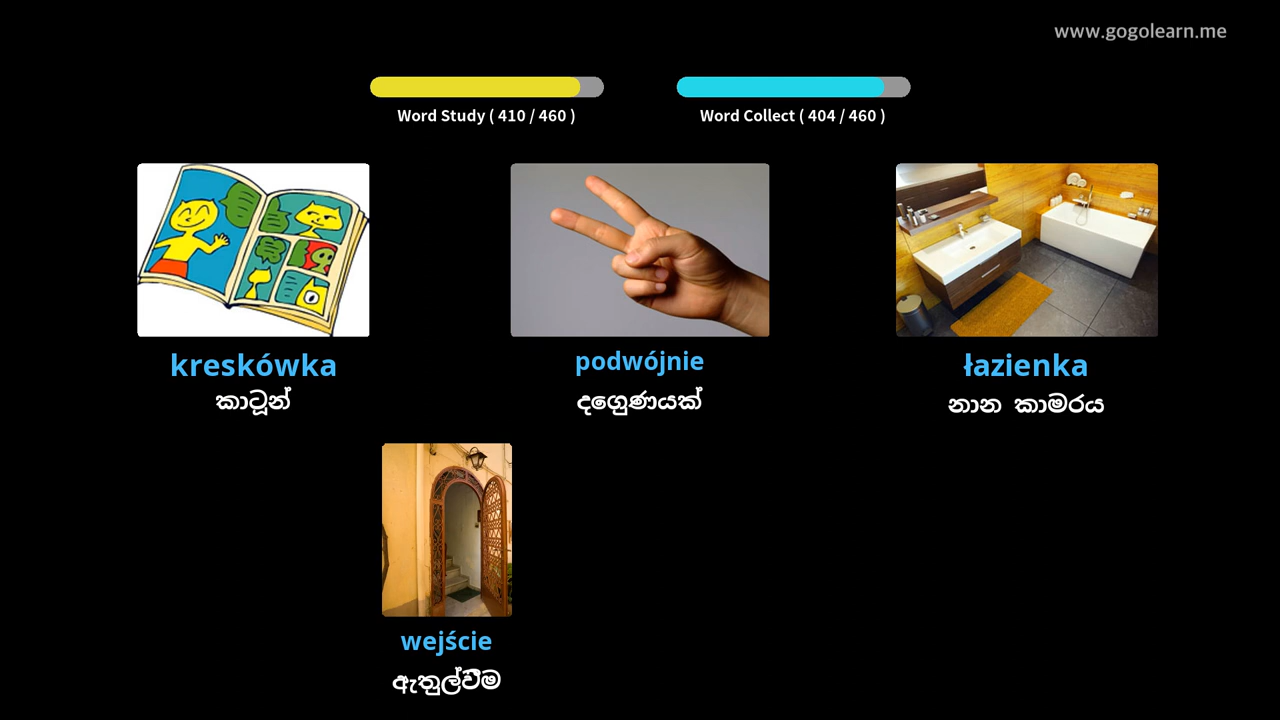 www.gogolearn.me
Word Study ( 410 / 460 )
Word Collect ( 404 / 460 )
kreskówka
podwójnie
łazienka
කාටූන්
දෙගුණයක්
නාන කාමරය
wejście
ඇතුල්වීම